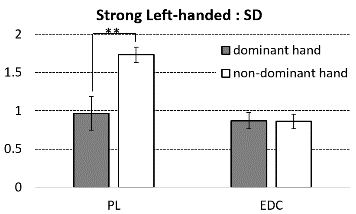 Strong Left-handed : SD
2
**
dominant hand
1.5
non-dominant hand
1
0.5
0
PL EDC